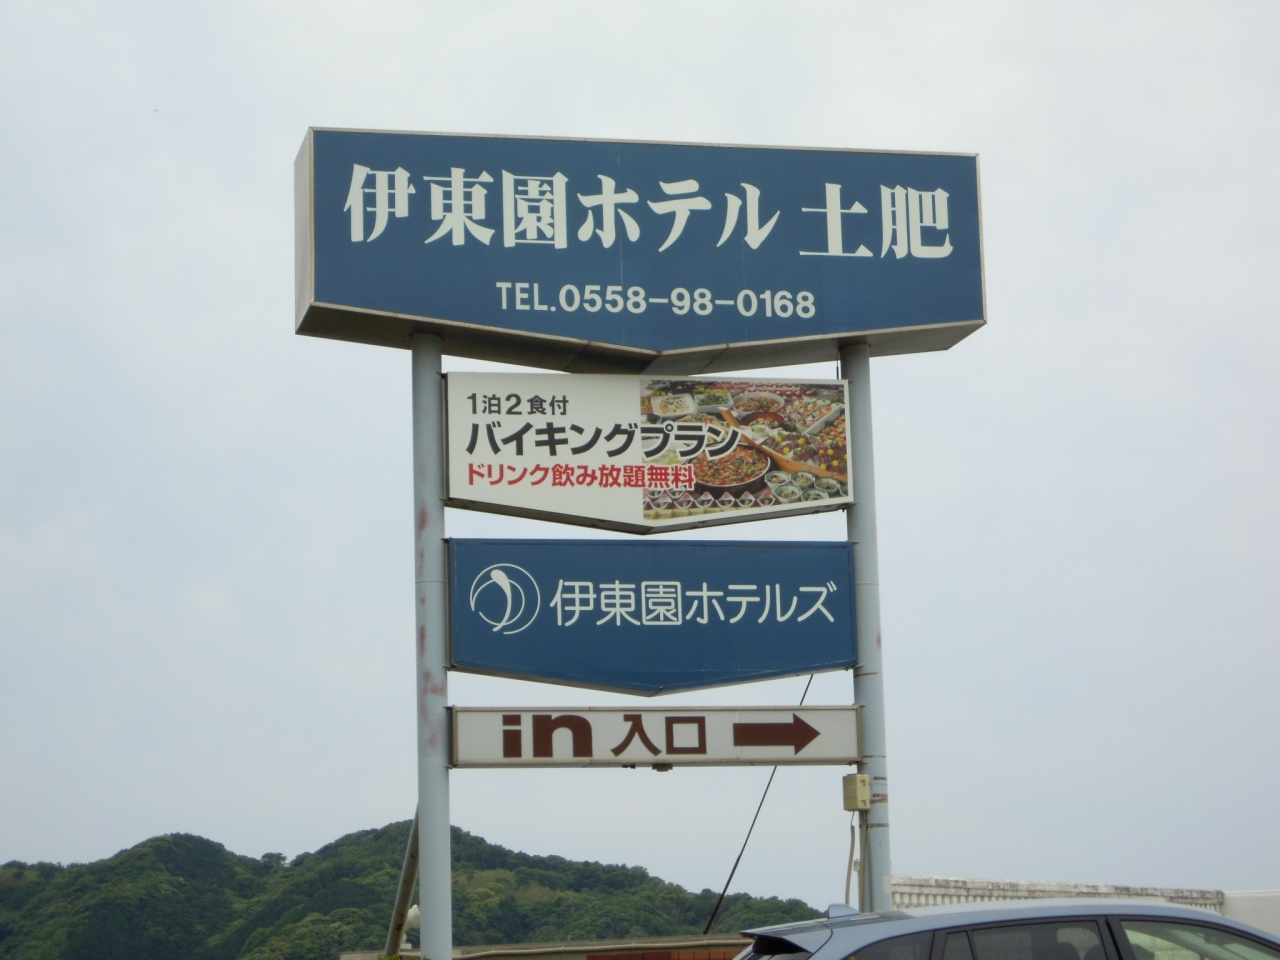 伊東園ホテル 土肥
TEL.0558-98-0168
1泊2食付
バイキングプラン
ドリンク飲み放題無料
伊東園ホテルズ
in 入口